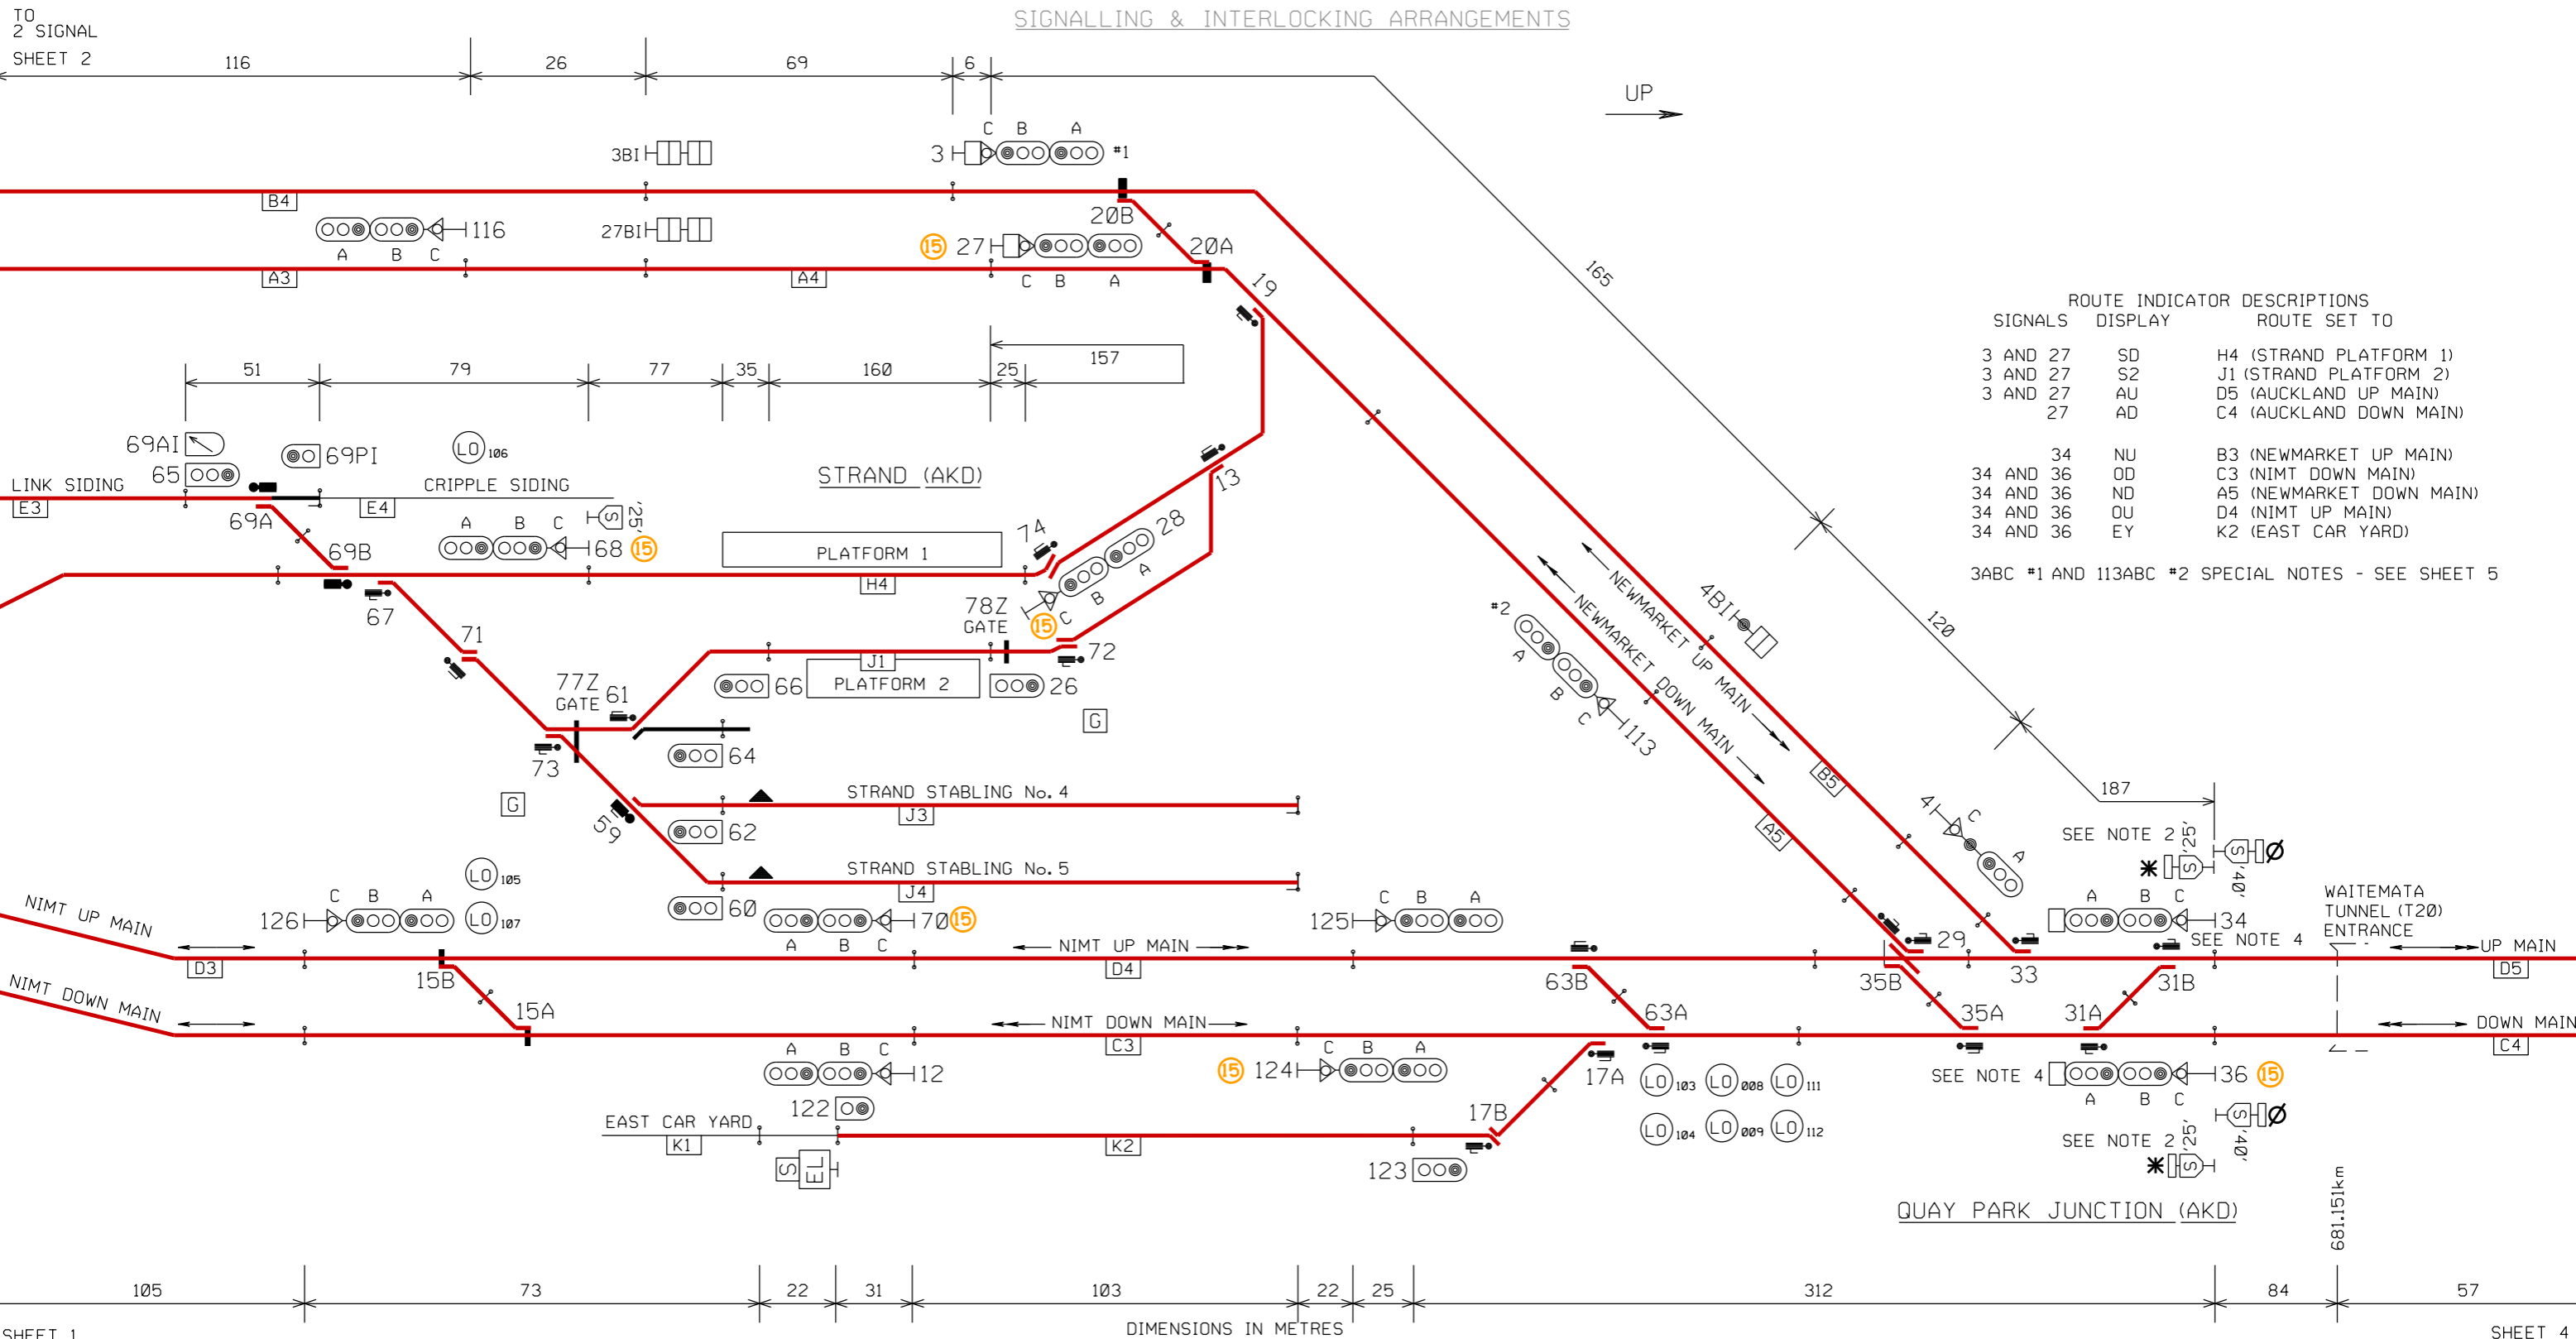 SIGNALLING & INTERLOCKING ARRANGEMENTS
TO
2 SIGNAL
SHEET 2
116
26
69
6
UP
C B A
3BI
3
#1
B4
20B
116
A B C
27BI
15
27
20A
A3
A4
C B A
19
165
ROUTE INDICATOR DESCRIPTIONS
SIGNALS DISPLAY ROUTE SET TO
3 AND 27 SD H4 (STRAND PLATFORM 1)
3 AND 27 S2 J1 (STRAND PLATFORM 2)
3 AND 27 AU D5 (AUCKLAND UP MAIN)
27 AD C4 (AUCKLAND DOWN MAIN)
34 NU B3 (NEWMARKET UP MAIN)
34 AND 36 OD C3 (NIMT DOWN MAIN)
34 AND 36 ND A5 (NEWMARKET DOWN MAIN)
34 AND 36 OU D4 (NIMT UP MAIN)
34 AND 36 EY K2 (EAST CAR YARD)
3ABC #1 AND 113ABC #2 SPECIAL NOTES - SEE SHEET 5
157
51
79
77
35
160
25
69AI
69PI
LO 106
65
LINK SIDING
CRIPPLE SIDING
STRAND (AKD)
13
E3
E4
69A
A B C
S '25'
68
15
69B
74
28
A
B
C
PLATFORM 1
H4
67
78Z
GATE
15
71
72
J1
PLATFORM 2
66
26
77Z
GATE
61
G
64
73
#2
A
B
C
113
NEWMARKET DOWN MAIN
NEWMARKET UP MAIN
4BI
120
B5
A5
187
STRAND STABLING No. 4
J3
G
59
62
STRAND STABLING No. 5
J4
60
4
C
A
SEE NOTE 2
S '25'
S '40'
LO 105
LO 107
NIMT UP MAIN
126
C B A
70
15
A B C
125
C B A
A B C
34
SEE NOTE 4
WAITEMATA
TUNNEL (T20)
ENTRANCE
D3
NIMT UP MAIN
D4
29
33
31B
UP MAIN
D5
15B
63B
35B
NIMT DOWN MAIN
15A
NIMT DOWN MAIN
C3
63A
35A
31A
DOWN MAIN
C4
A B C
12
15
124
C B A
17A
LO 103
LO 008
LO 111
SEE NOTE 4
36
15
A B C
122
EAST CAR YARD
K1
K2
17B
LO 104
LO 009
LO 112
S '40'
SEE NOTE 2
S '25'
S EL
123
QUAY PARK JUNCTION (AKD)
681.151km
105
73
22
31
103
22
25
312
84
57
SHEET 1
DIMENSIONS IN METRES
SHEET 4